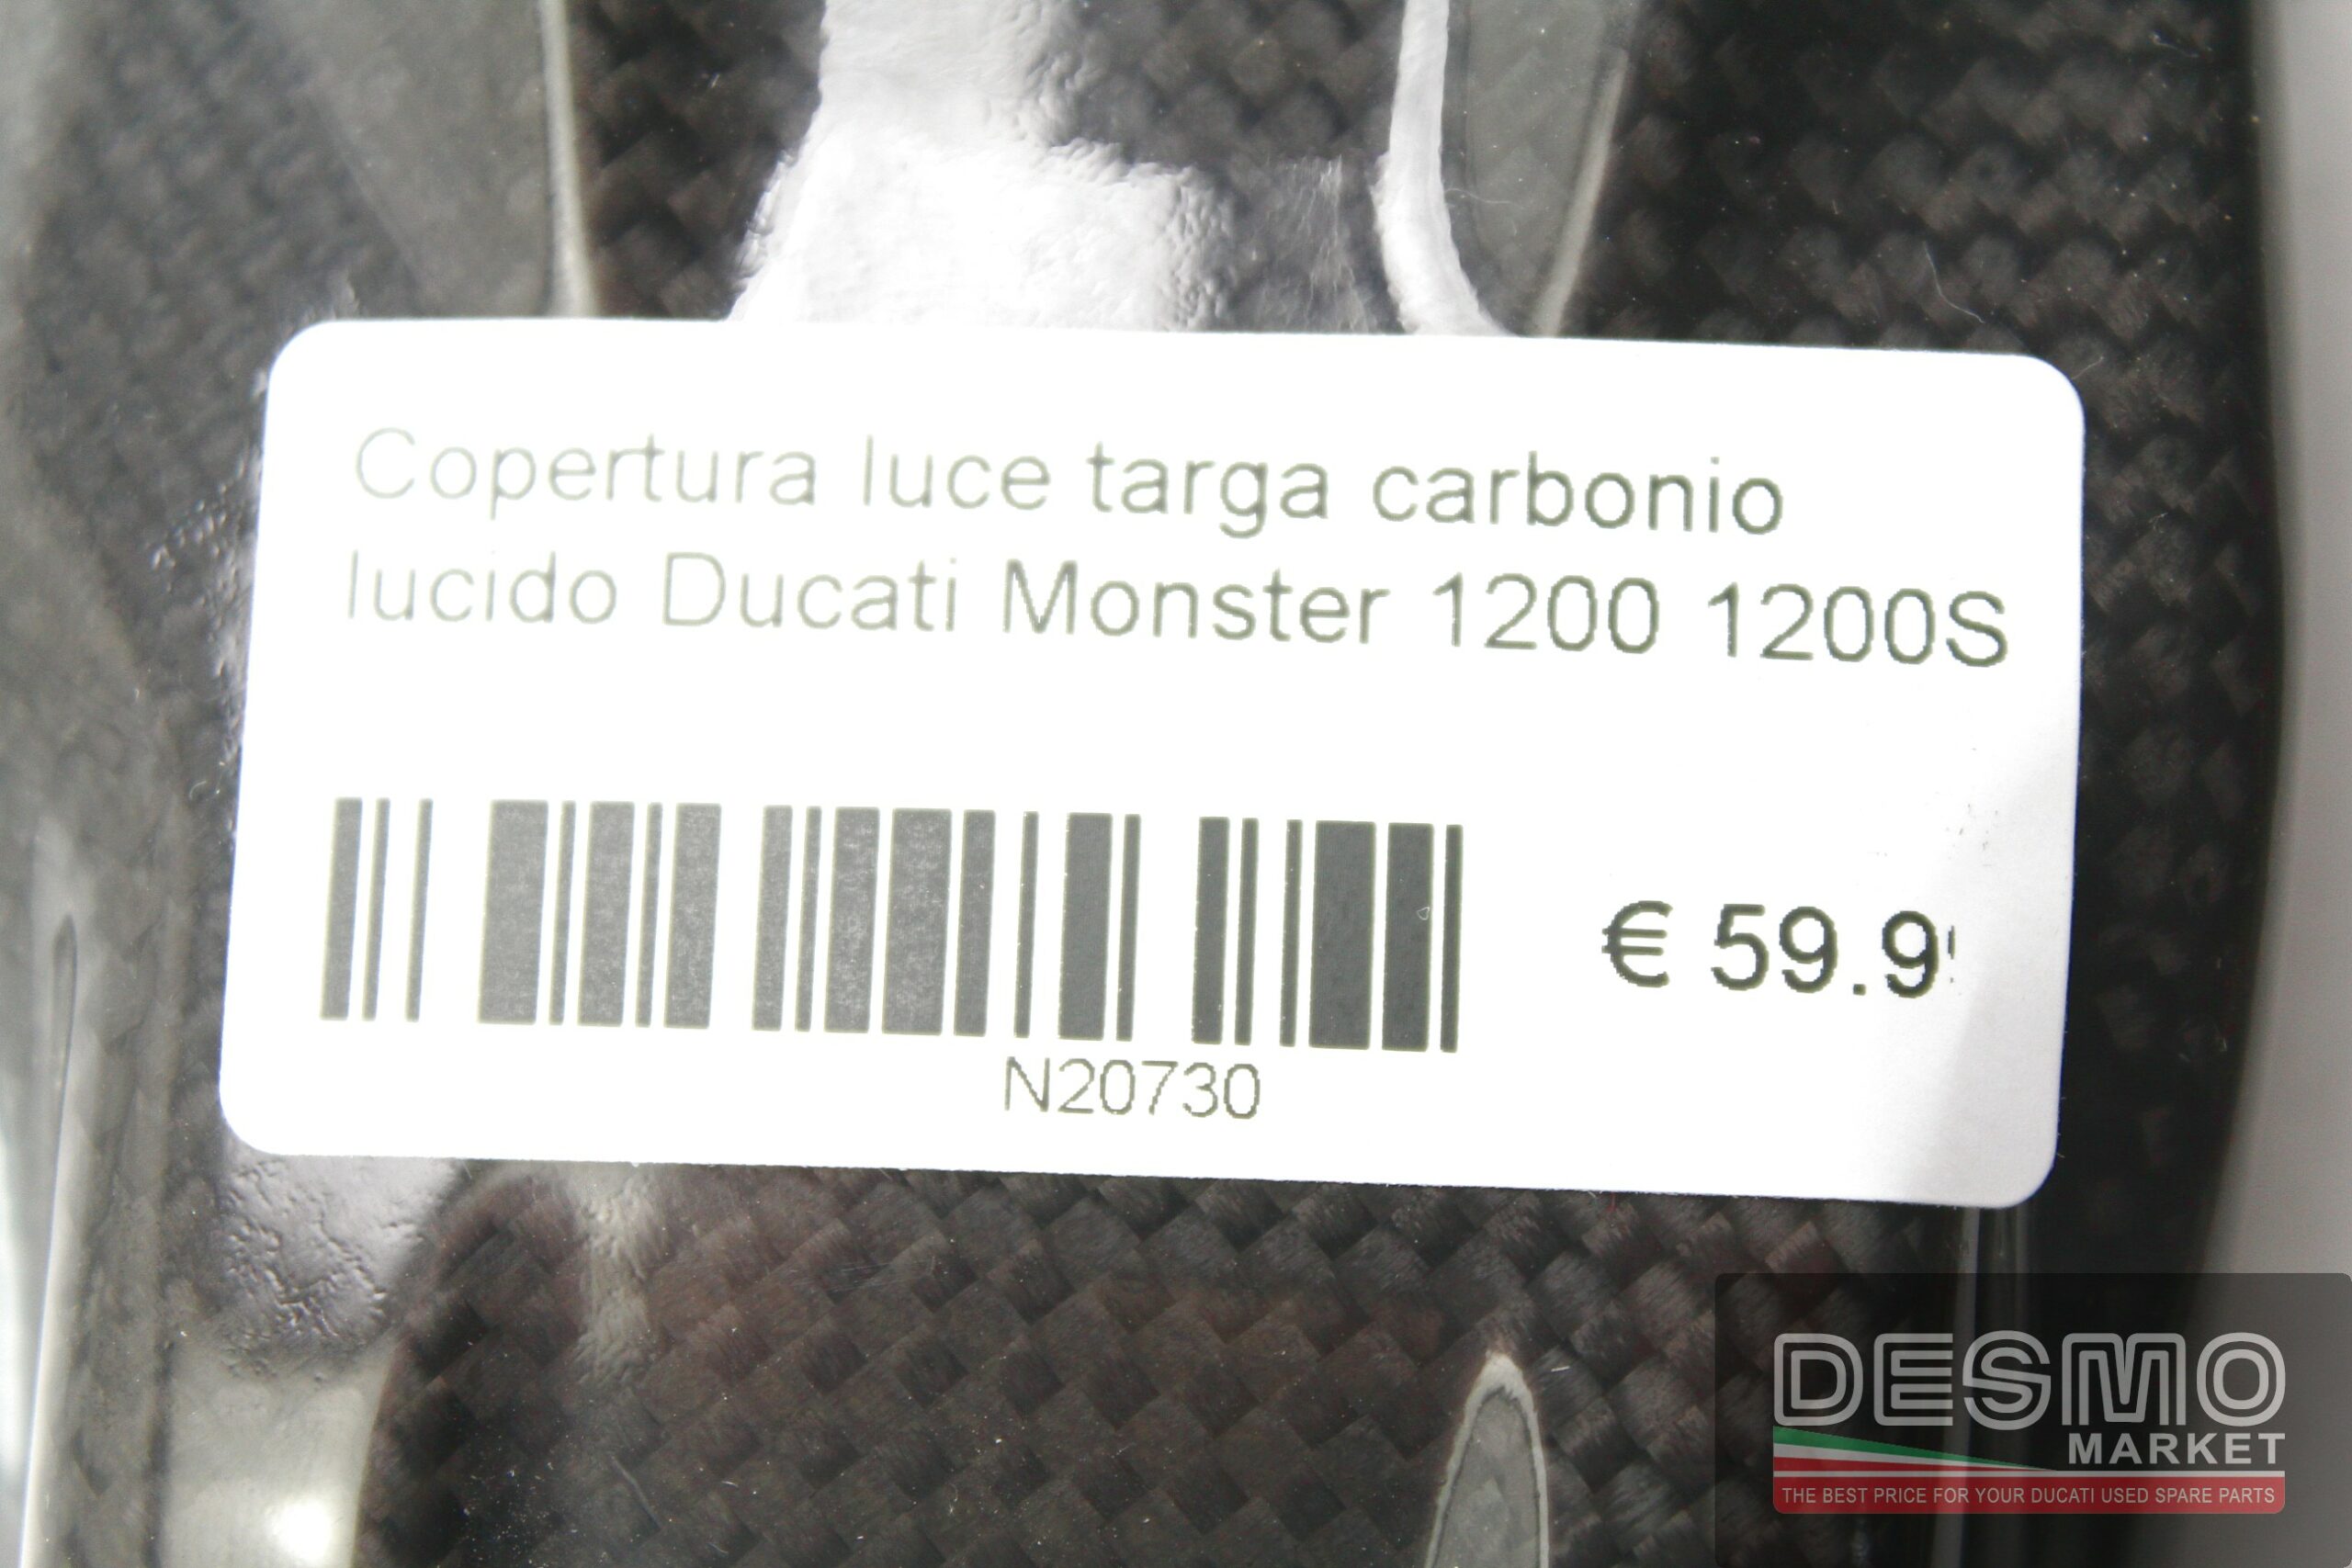 Copertura luce targa carbonio
lucido Ducati Monster 1200 1200S
€ 59.9
N20730
DESMO
MARKET
THE BEST PRICE FOR YOUR DUCATI USED SPARE PARTS